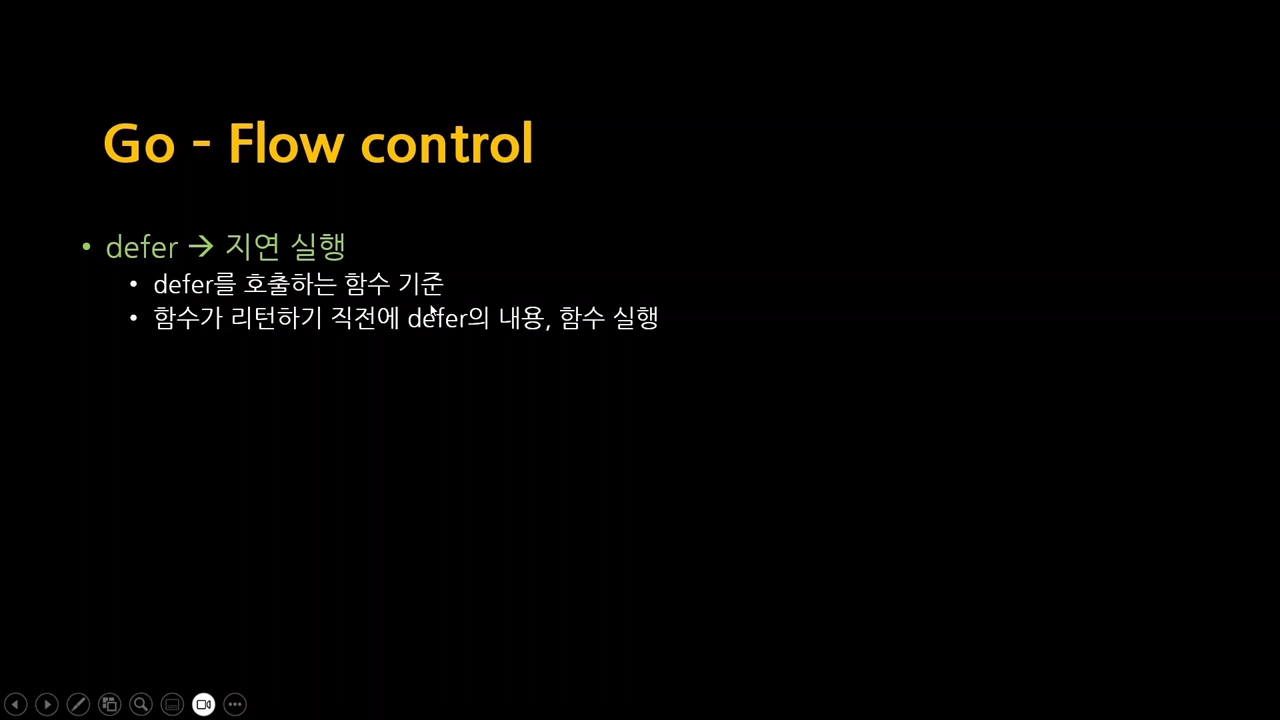 Go - Flow control
• defer → 지연 실행
• defer를 호출하는 함수 기준
• 함수가 리턴하기 직전에 defer의 내용, 함수 실행